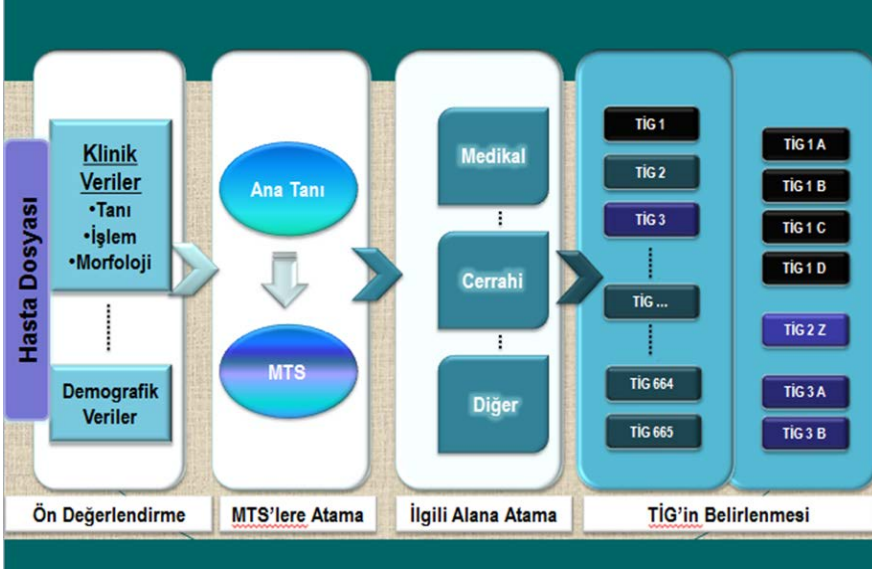 Hasta Dosyası
Klinik
Veriler
•Tanı
•İşlem
•Morfoloji
Demografik
Veriler
Ön Değerlendirme
Ana Tanı
MTS
MTS'lere Atama
Medikal
Cerrahi
Diğer
İlgili Alana Atama
TİG 1
TİG 2
TİG 3
TİG ...
TİG 664
TİG 665
TİG 1 A
TİG 1 B
TİG 1 C
TİG 1 D
TİG 2 Z
TİG 3 A
TİG 3 B
TİG'in Belirlenmesi